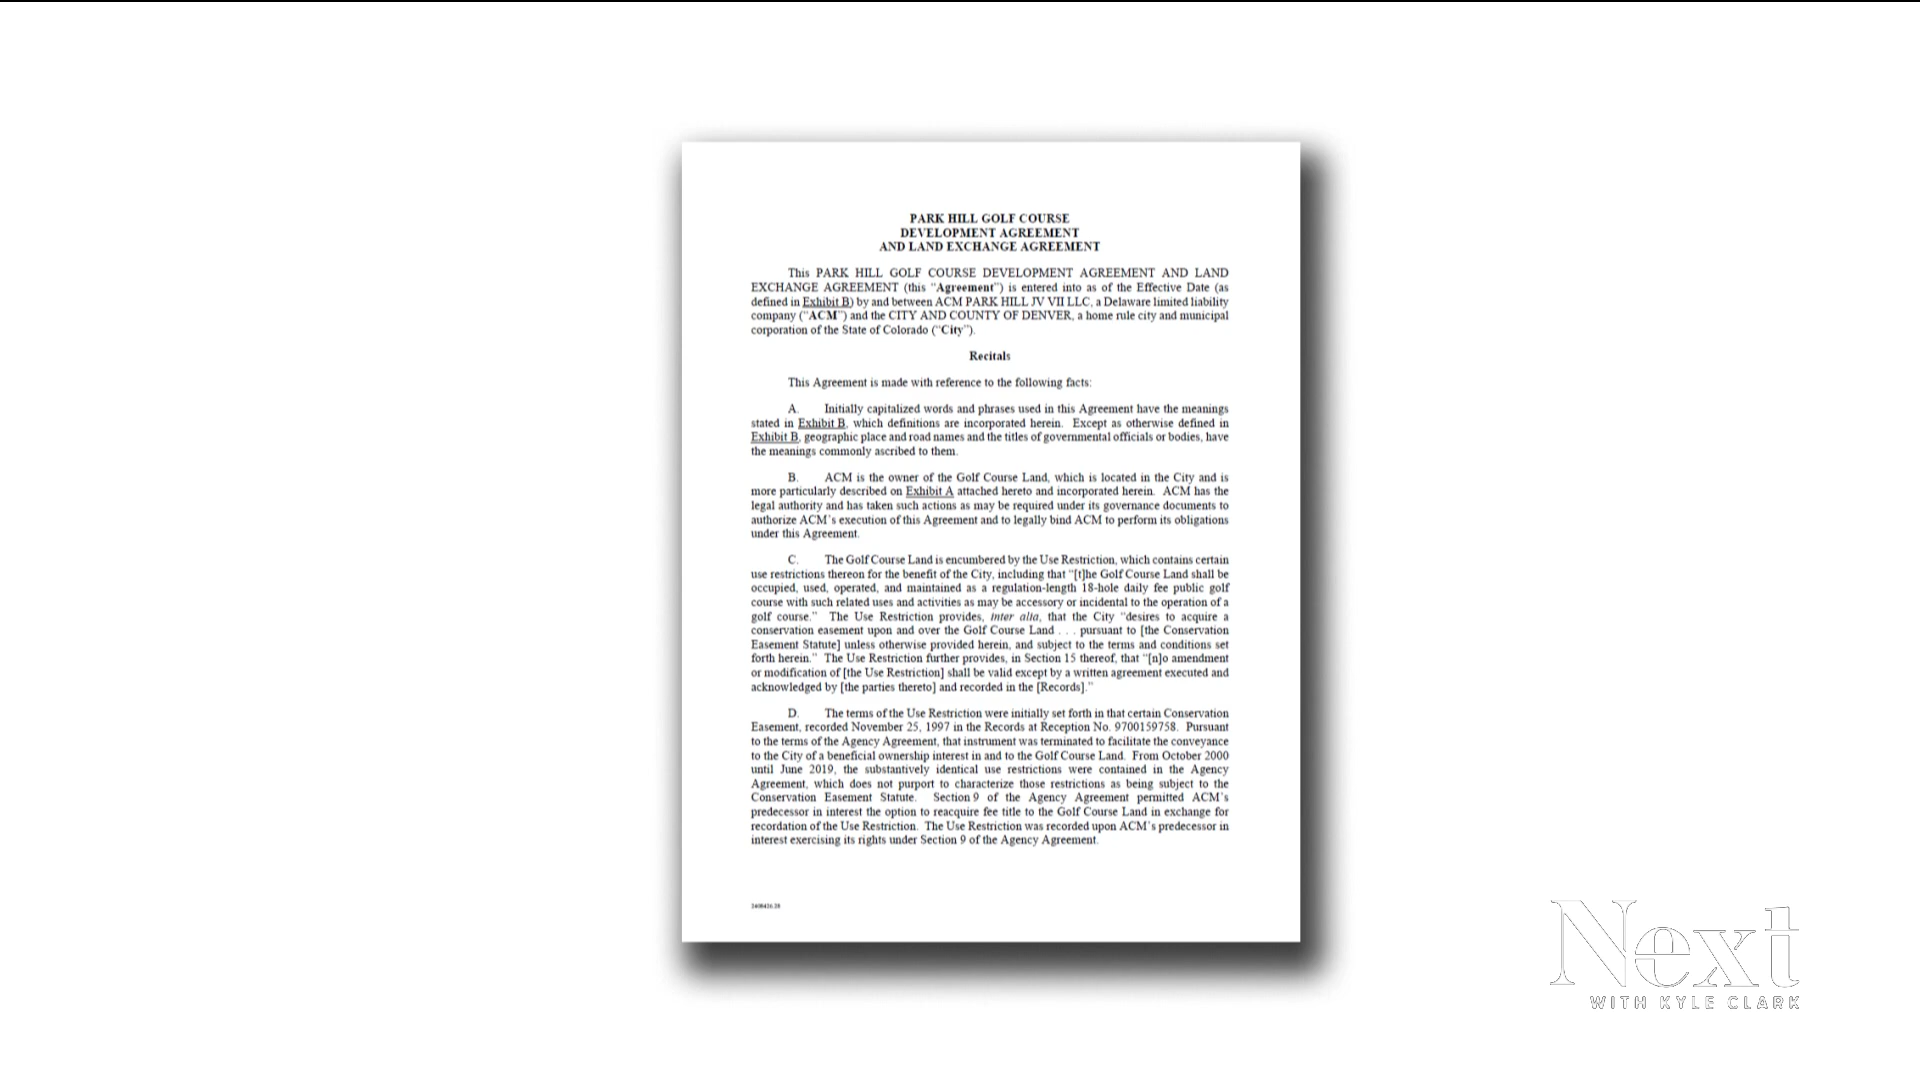 PARK HILL GOLF COURSE
DEVELOPMENT AGREEMENT
AND LAND EXCHANGE AGREEMENT
This PARK HILL GOLF COURSE DEVELOPMENT AGREEMENT AND LAND
EXCHANGE AGREEMENT (this "Agreement") is entered into as of the Effective Date (as
defined in Exhibit B) by and between ACM PARK HILL JV VII LLC, a Delaware limited liability
company ("ACM") and the CITY AND COUNTY OF DENVER, a home rule city and municipal
corporation of the State of Colorado ("City").
Recitals
This Agreement is made with reference to the following facts:
A. Initially capitalized words and phrases used in this Agreement have the meanings
stated in Exhibit B, which definitions are incorporated herein. Except as otherwise defined in
Exhibit B, geographic place and road names and the titles of governmental officials or bodies, have
the meanings commonly ascribed to them.
B. ACM is the owner of the Golf Course Land, which is located in the City and is
more particularly described on Exhibit A attached hereto and incorporated herein. ACM has the
legal authority and has taken such actions as may be required under its governance documents to
authorize ACM's execution of this Agreement and to legally bind ACM to perform its obligations
under this Agreement.
C. The Golf Course Land is encumbered by the Use Restriction, which contains certain
use restrictions thereon for the benefit of the City, including that "[t]he Golf Course Land shall be
occupied, used, operated, and maintained as a regulation-length 18-hole daily fee public golf
course with such related uses and activities as may be accessory or incidental to the operation of a
golf course." The Use Restriction provides, inter alia, that the City "desires to acquire a
conservation easement upon and over the Golf Course Land . . . pursuant to [the Conservation
Easement Statute] unless otherwise provided herein, and subject to the terms and conditions set
forth herein." The Use Restriction further provides, in Section 15 thereof, that "[n]o amendment
or modification of [the Use Restriction] shall be valid except by a written agreement executed and
acknowledged by [the parties thereto] and recorded in the [Records]."
D. The terms of the Use Restriction were initially set forth in that certain Conservation
Easement, recorded November 25, 1997 in the Records at Reception No. 9700159758. Pursuant
to the terms of the Agency Agreement, that instrument was terminated to facilitate the conveyance
to the City of a beneficial ownership interest in and to the Golf Course Land. From October 2000
until June 2019, the substantively identical use restrictions were contained in the Agency
Agreement, which does not purport to characterize those restrictions as being subject to the
Conservation Easement Statute. Section 9 of the Agency Agreement permitted ACM's
predecessor in interest the option to reacquire fee title to the Golf Course Land in exchange for
recordation of the Use Restriction. The Use Restriction was recorded upon ACM's predecessor in
interest exercising its rights under Section 9 of the Agency Agreement.
Next
WITH KYLE CLARK